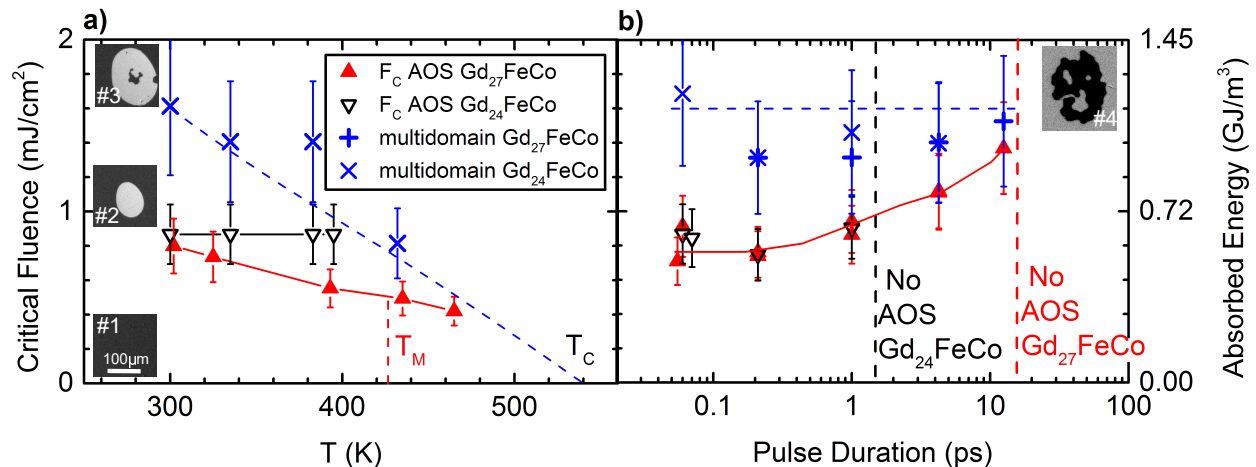 a)
b)
2
1
0
Critical Fluence (mJ/cm²)
#3
#2
#1
100μm
F_C AOS Gd₂₇FeCo
F_C AOS Gd₂₄FeCo
multidomain Gd₂₇FeCo
multidomain Gd₂₄FeCo
T_M
T_C
300
400
500
T (K)
#4
No
AOS
Gd₂₄FeCo
No
AOS
Gd₂₇FeCo
0.1
1
10
100
Pulse Duration (ps)
1.45
0.72
0.00
Absorbed Energy (GJ/m³)